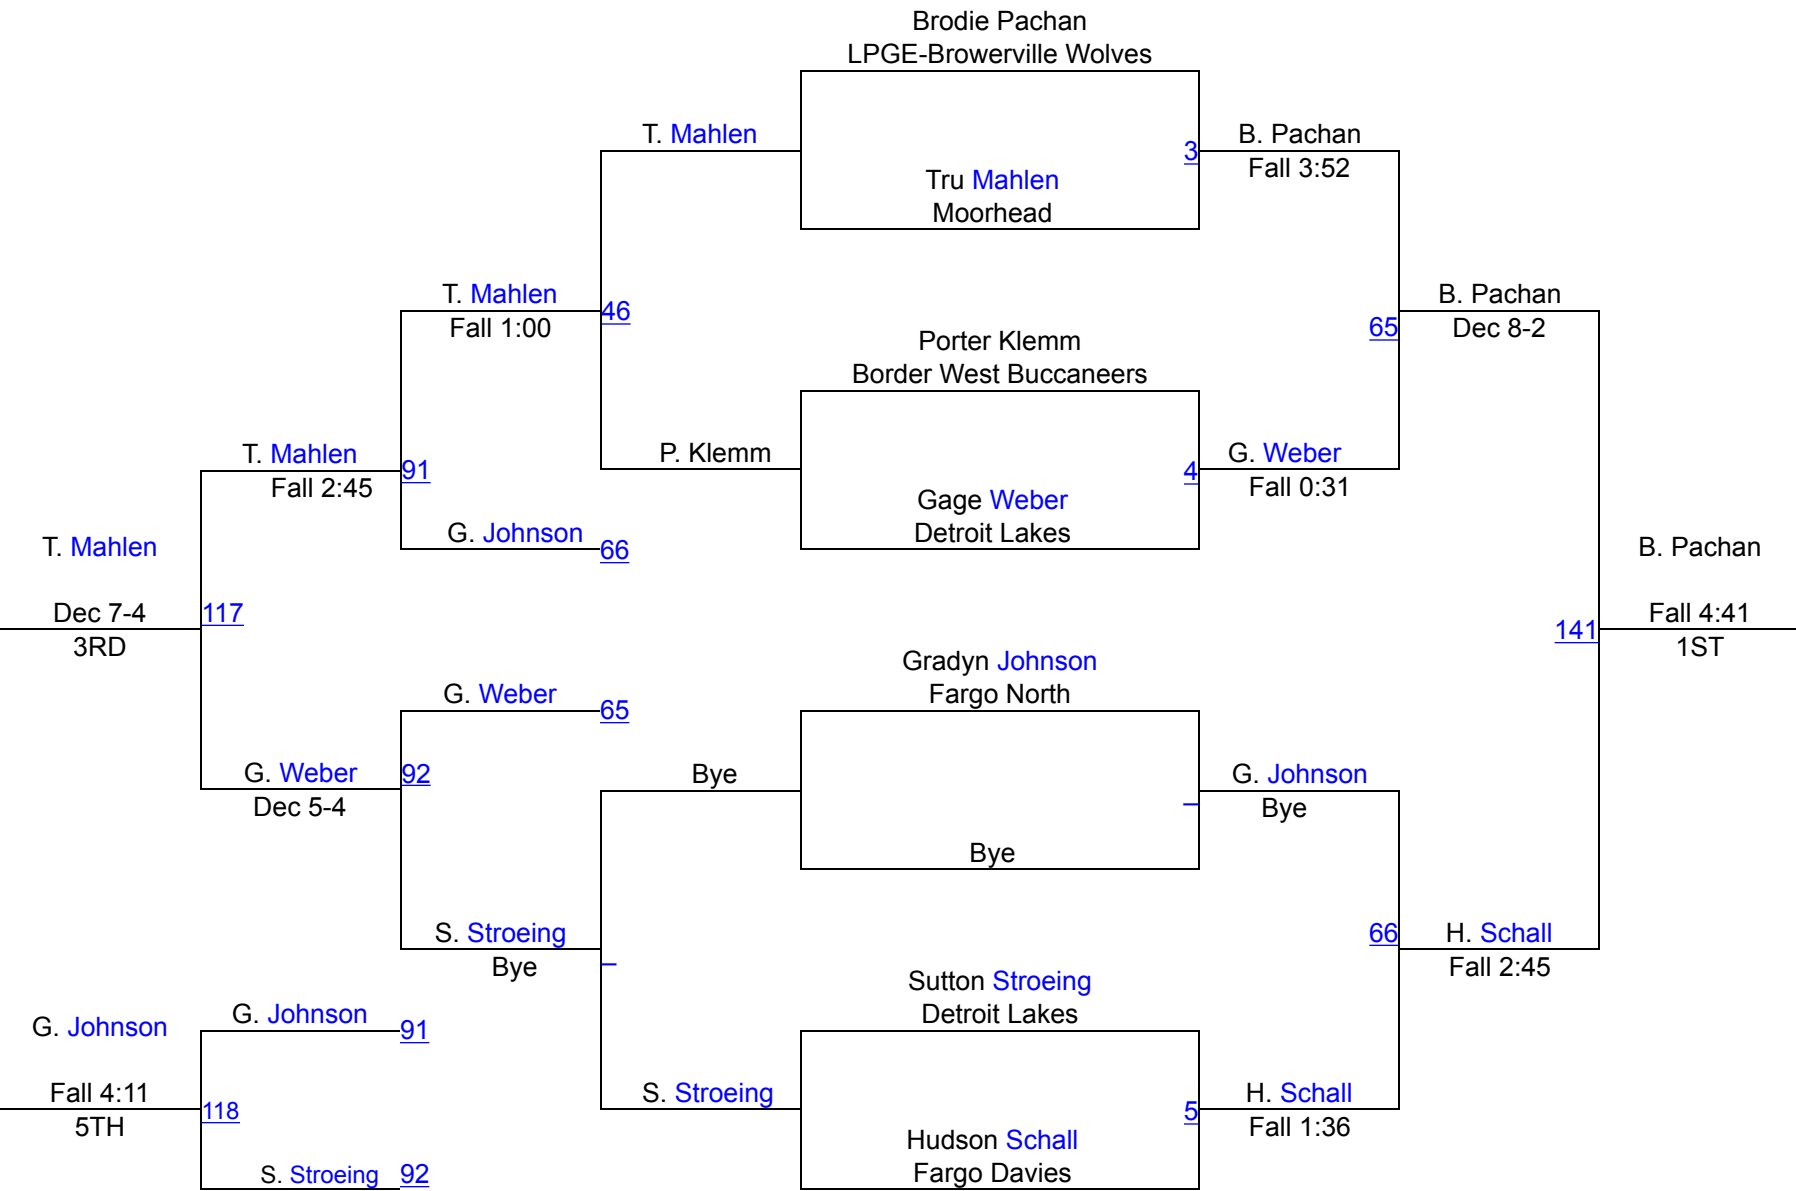 Brodie Pachan
LPGE-Browerville Wolves
T. Mahlen
3
B. Pachan
Fall 3:52
Tru Mahlen
Moorhead
T. Mahlen
Fall 1:00
46
B. Pachan
Dec 8-2
65
Porter Klemm
Border West Buccaneers
T. Mahlen
Fall 2:45
91
P. Klemm
4
G. Weber
Fall 0:31
Gage Weber
Detroit Lakes
G. Johnson
66
T. Mahlen
Dec 7-4
3RD
117
B. Pachan
Fall 4:41
1ST
141
Gradyn Johnson
Fargo North
G. Weber
65
G. Weber
Dec 5-4
92
Bye
G. Johnson
Bye
Bye
S. Stroeing
Bye
66
H. Schall
Fall 2:45
Sutton Stroeing
Detroit Lakes
G. Johnson
G. Johnson
91
Fall 4:11
5TH
118
S. Stroeing
5
H. Schall
Fall 1:36
Hudson Schall
Fargo Davies
S. Stroeing
92